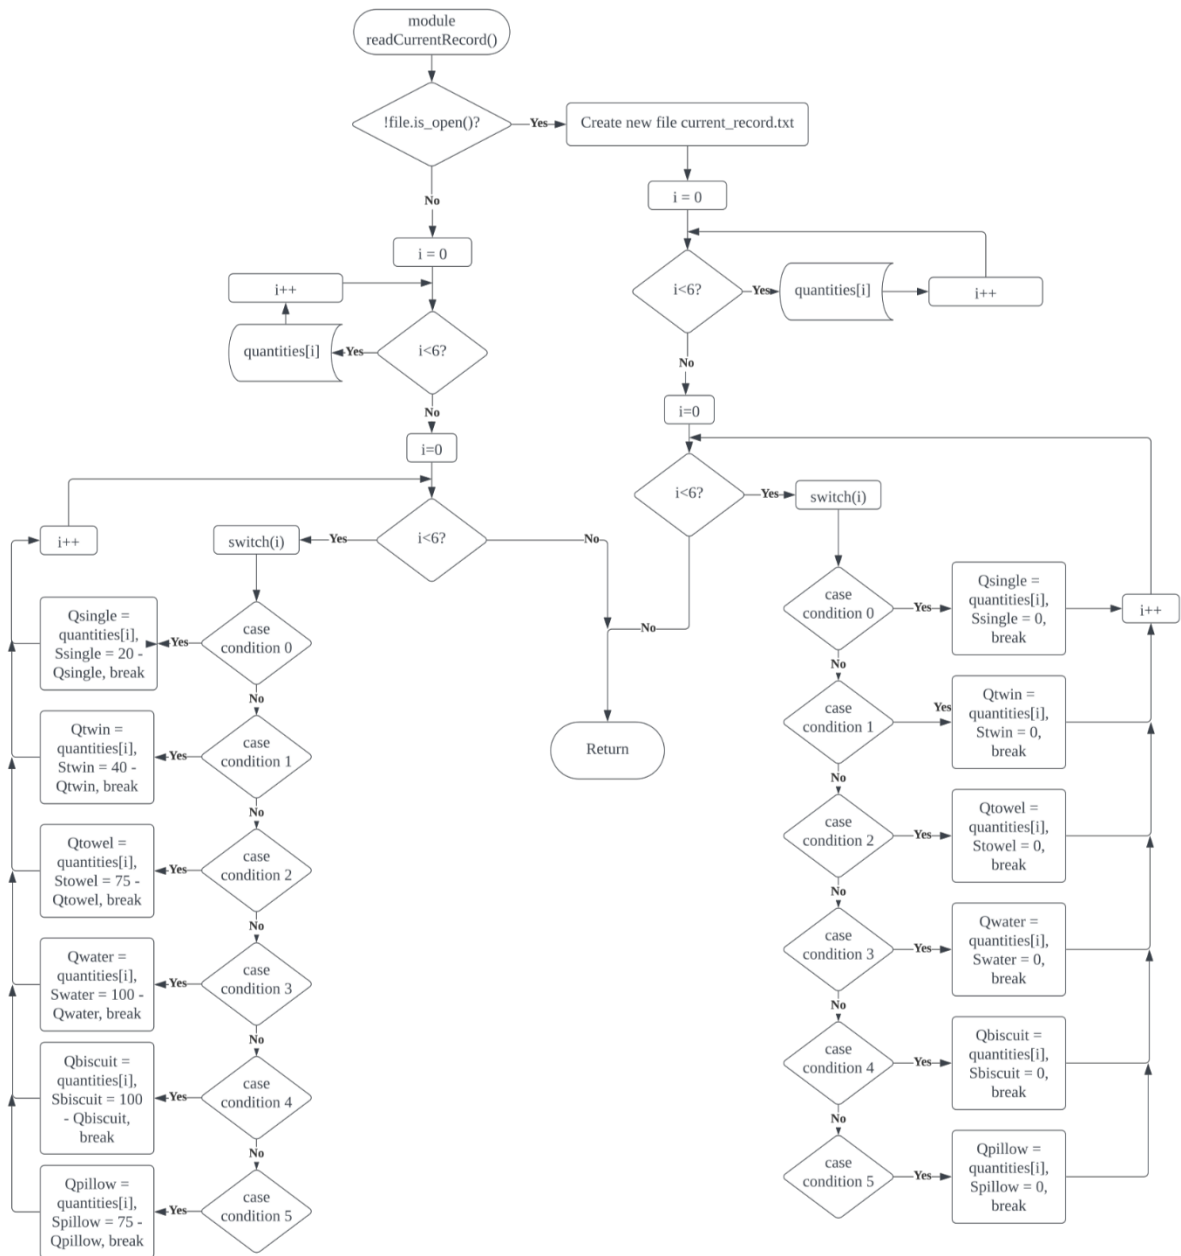 module
readCurrentRecord()
!file.is_open()?
Yes
Create new file current_record.txt
No
i = 0
i++
quantities[i]
Yes
i<6?
No
i=0
i<6?
Yes
switch(i)
i++
No
case
condition 0
Yes
Qsingle =
quantities[i],
Ssingle = 20 -
Qsingle, break
No
case
condition 1
Yes
Qtwin =
quantities[i],
Stwin = 40 -
Qtwin, break
No
case
condition 2
Yes
Qtowel =
quantities[i],
Stowel = 75 -
Qtowel, break
No
case
condition 3
Yes
Qwater =
quantities[i],
Swater = 100 -
Qwater, break
No
case
condition 4
Yes
Qbiscuit =
quantities[i],
Sbiscuit = 100
- Qbiscuit,
break
No
case
condition 5
Yes
Qpillow =
quantities[i],
Spillow = 75 -
Qpillow, break
i = 0
i<6?
Yes
quantities[i]
i++
No
i=0
i<6?
Yes
switch(i)
No
Return
case
condition 0
Yes
Qsingle =
quantities[i],
Ssingle = 0,
break
i++
No
case
condition 1
Yes
Qtwin =
quantities[i],
Stwin = 0,
break
No
case
condition 2
Yes
Qtowel =
quantities[i],
Stowel = 0,
break
No
case
condition 3
Yes
Qwater =
quantities[i],
Swater = 0,
break
No
case
condition 4
Yes
Qbiscuit =
quantities[i],
Sbiscuit = 0,
break
No
case
condition 5
Yes
Qpillow =
quantities[i],
Spillow = 0,
break